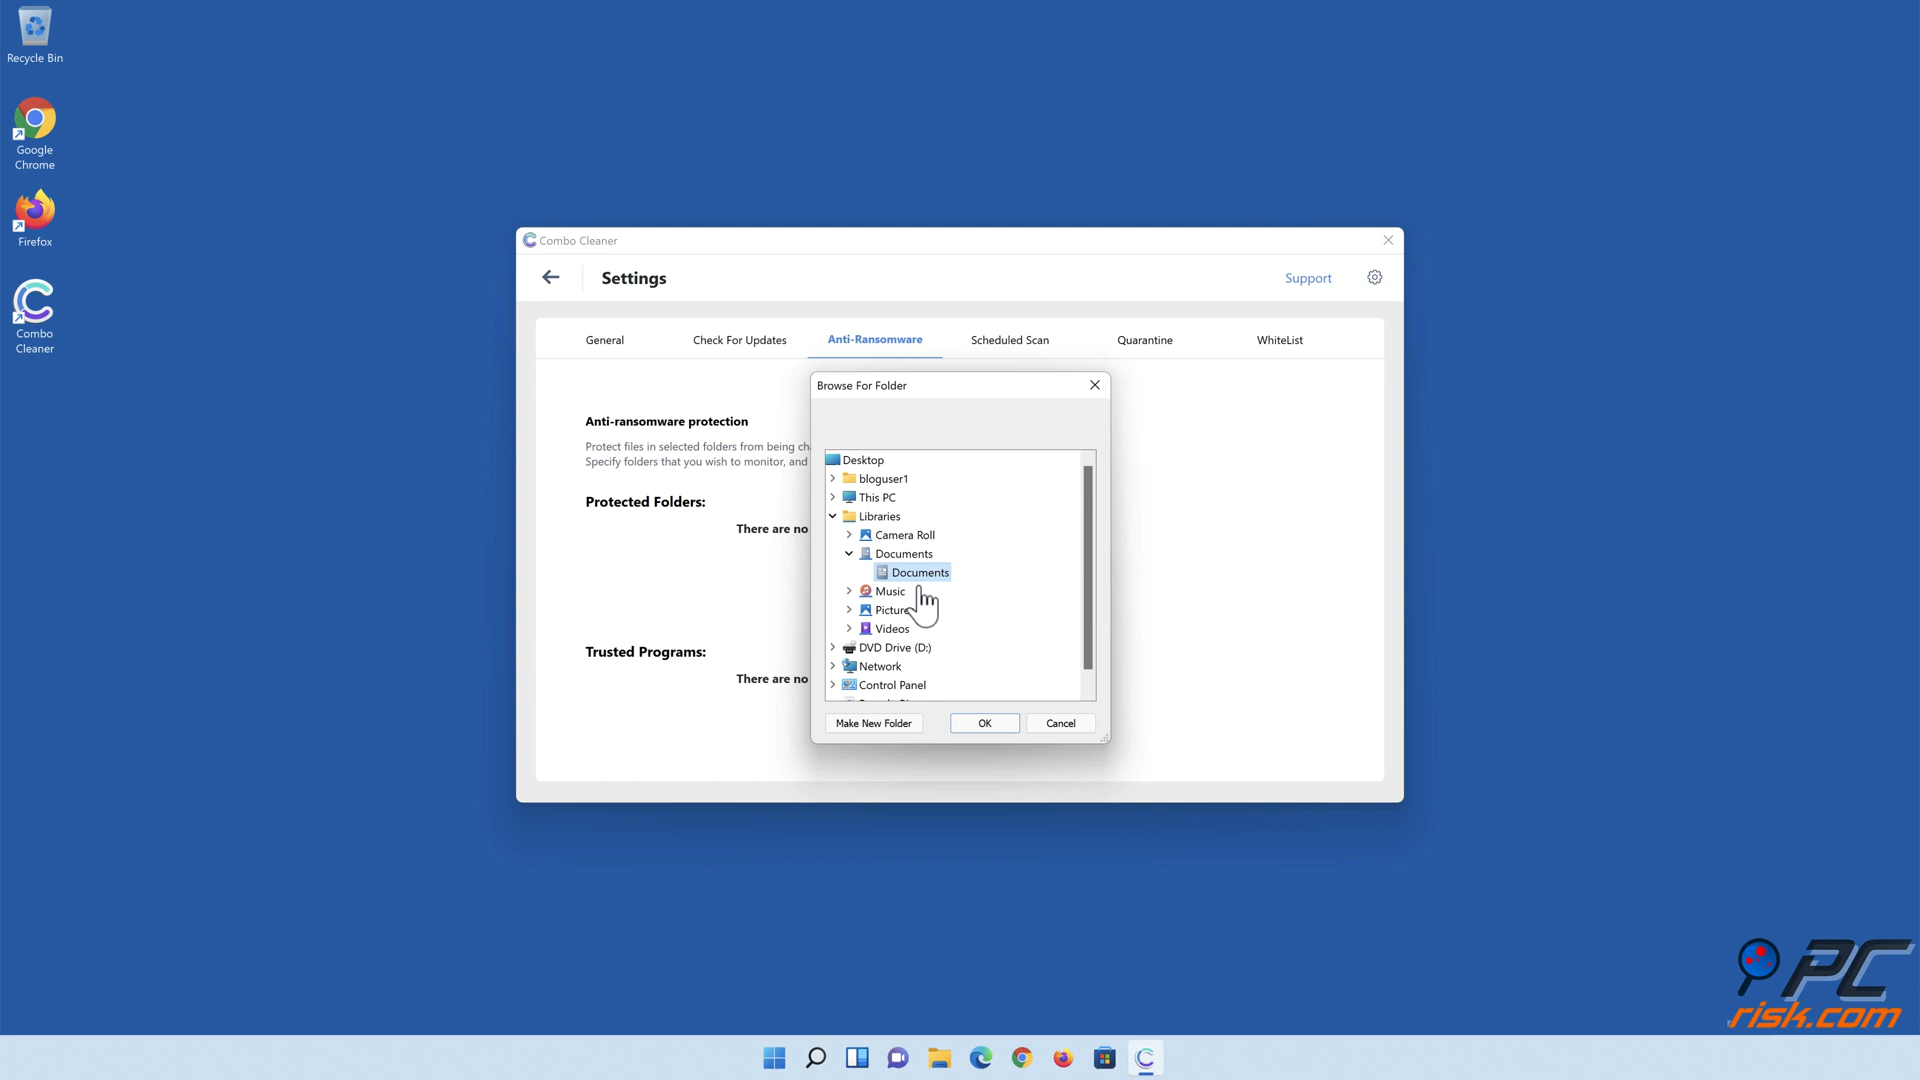 Recycle Bin
Google
Chrome
Firefox
Combo
Cleaner
Combo Cleaner
Settings
Support
General
Check For Updates
Anti-Ransomware
Scheduled Scan
Quarantine
WhiteList
Anti-ransomware protection
Protect files in selected folders from being
Specify folders that you wish to monitor, and
Protected Folders:
There are no
Trusted Programs:
There are no
Browse For Folder
Desktop
bloguser1
This PC
Libraries
Camera Roll
Documents
Documents
Music
Videos
DVD Drive (D:)
Network
Control Panel
Make New Folder
OK
Cancel
PC
risk.com